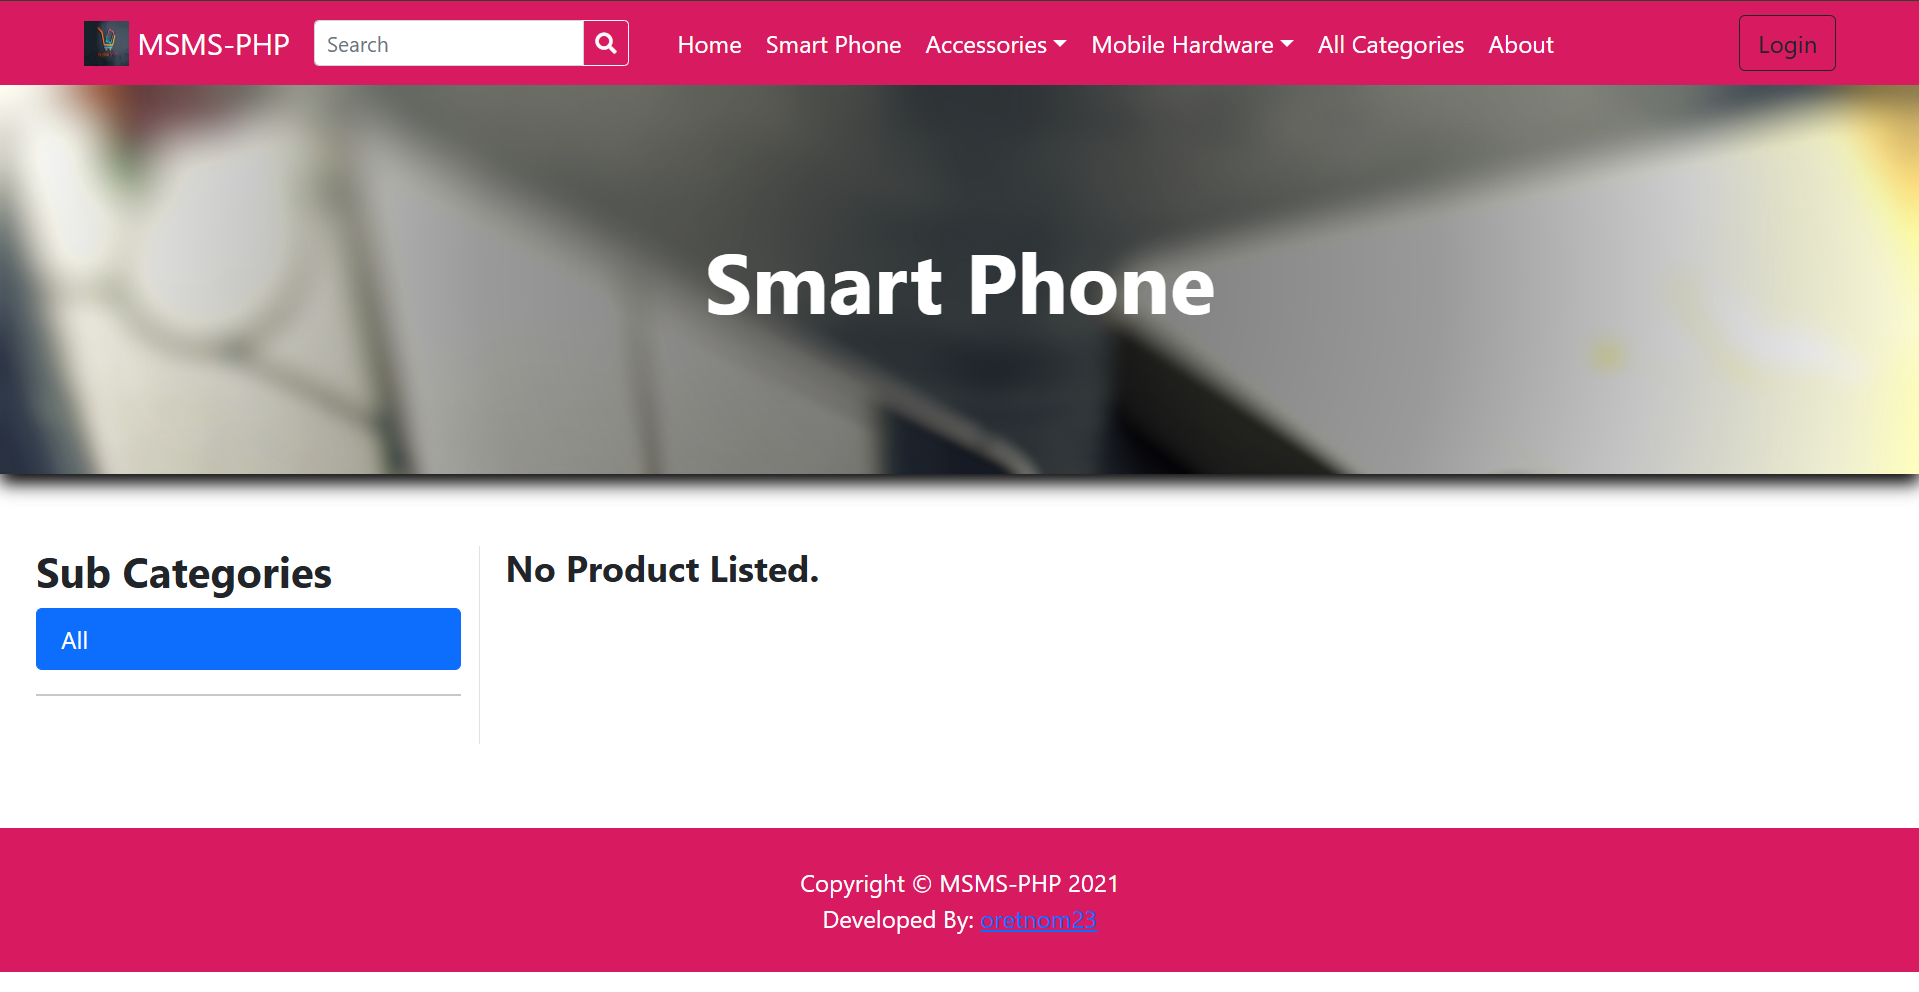 MSMS-PHP
Search
Home
Smart Phone
Accessories
Mobile Hardware
All Categories
About
Login
Smart Phone
Sub Categories
All
No Product Listed.
Copyright © MSMS-PHP 2021
Developed By: oretnom23